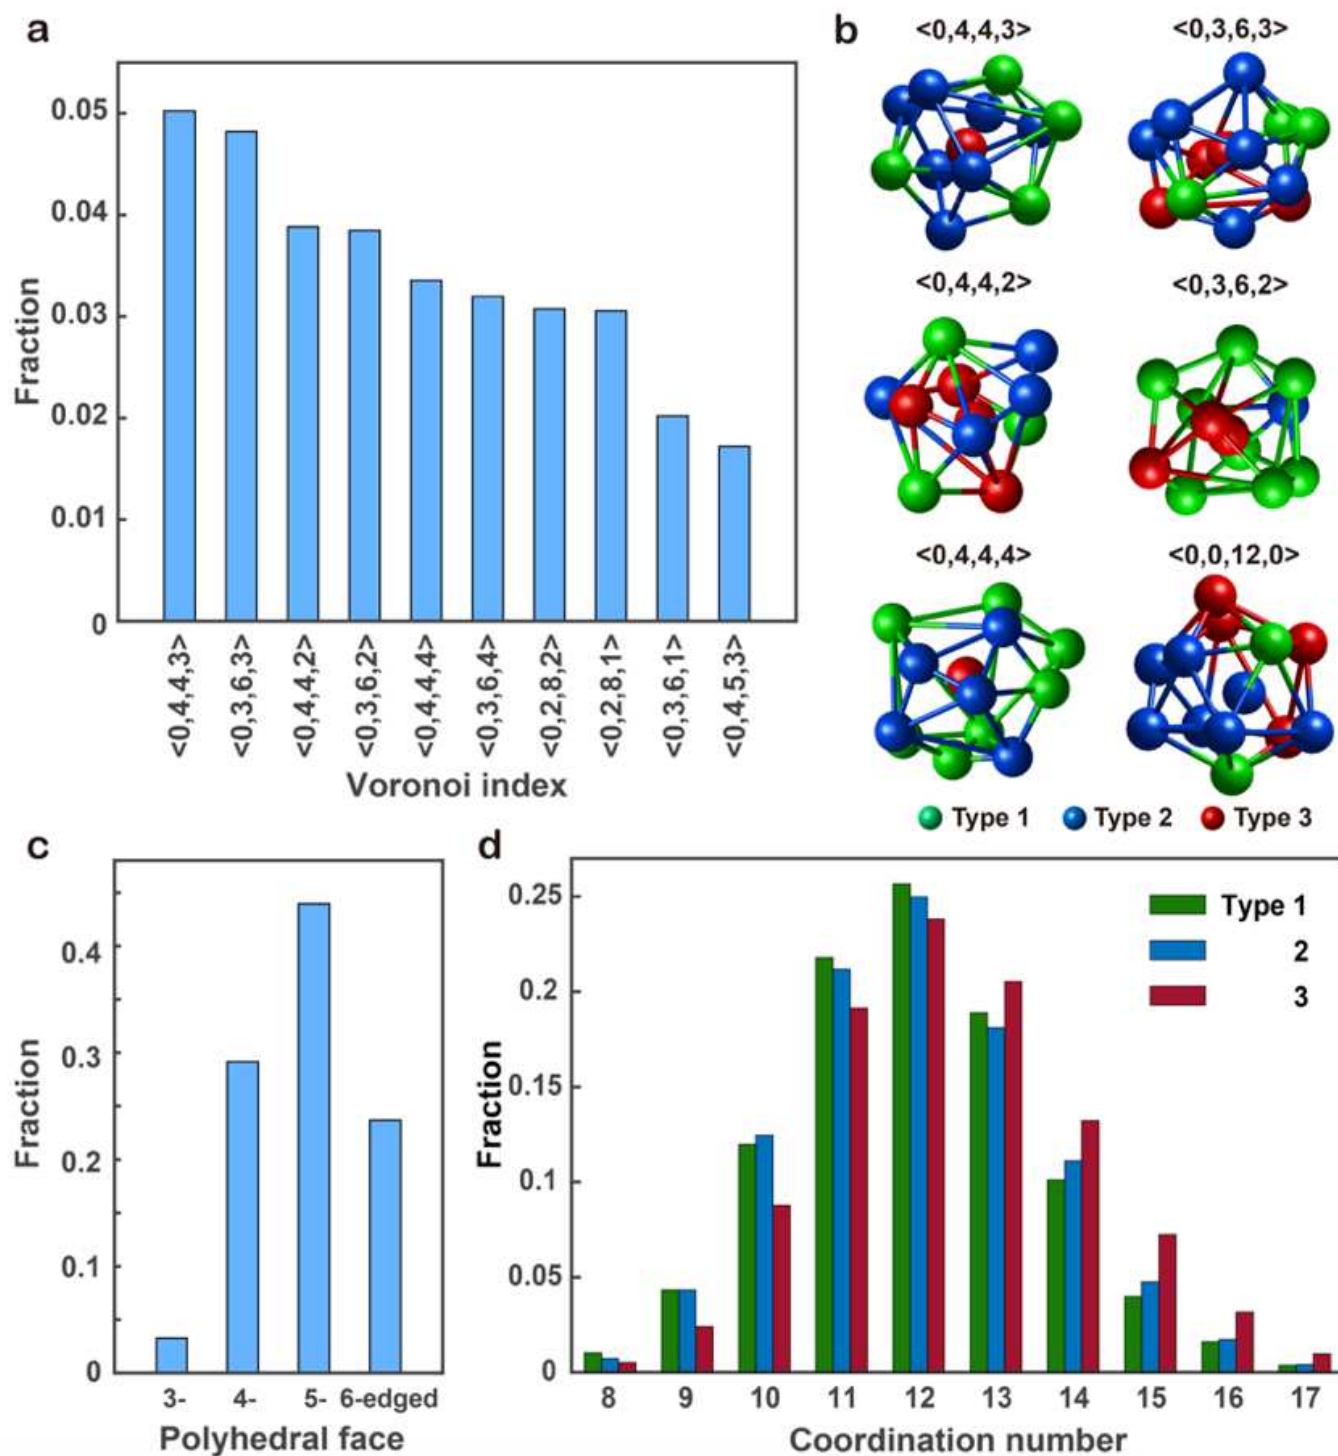 a
Fraction
0.05
0.04
0.03
0.02
0.01
0
<0,4,4,3>
<0,3,6,3>
<0,4,4,2>
<0,3,6,2>
<0,4,4,4>
<0,3,6,4>
<0,2,8,2>
<0,2,8,1>
<0,3,6,1>
<0,4,5,3>
Voronoi index
b
<0,4,4,3> <0,3,6,3>
<0,4,4,2> <0,3,6,2>
<0,4,4,4> <0,0,12,0>
Type 1 Type 2 Type 3
c
Fraction
0.4
0.3
0.2
0.1
0
3- 4- 5- 6-edged
Polyhedral face
d
Fraction
0.25
0.2
0.15
0.1
0.05
0
Type 1
2
3
8 9 10 11 12 13 14 15 16 17
Coordination number